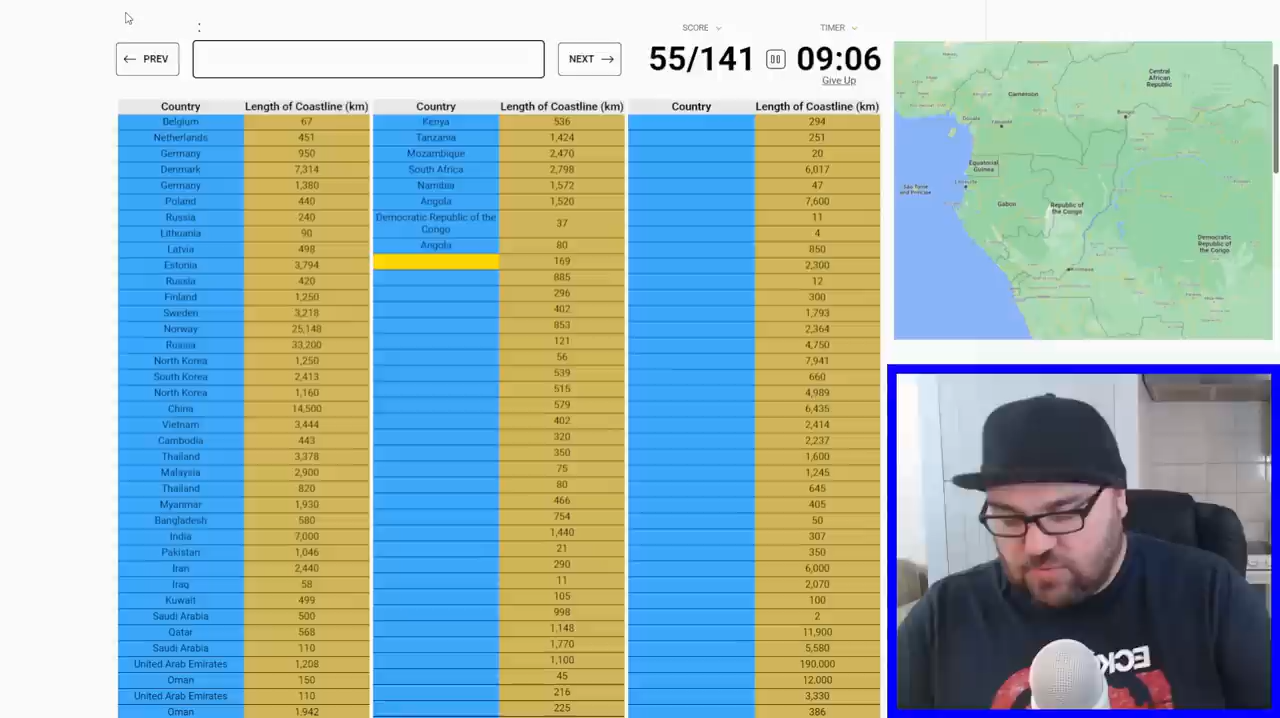 :
SCORE
TIMER
← PREV
NEXT →
55/141
09:06
Give Up
Country Length of Coastline (km)
Belgium 67
Netherlands 451
Germany 950
Denmark 7,314
Germany 1,380
Poland 440
Russia 240
Lithuania 90
Latvia 498
Estonia 3,794
Russia 420
Finland 1,250
Sweden 3,218
Norway 25,148
Russia 33,200
North Korea 1,250
South Korea 2,413
North Korea 1,160
China 14,500
Vietnam 3,444
Cambodia 443
Thailand 3,378
Malaysia 2,900
Thailand 820
Myanmar 1,930
Bangladesh 580
India 7,000
Pakistan 1,046
Iran 2,440
Iraq 58
Kuwait 499
Saudi Arabia 500
Qatar 568
Saudi Arabia 110
United Arab Emirates 1,208
Oman 150
United Arab Emirates 110
Oman 1,942
Country Length of Coastline (km)
Kenya 536
Tanzania 1,424
Mozambique 2,470
South Africa 2,798
Namibia 1,572
Angola 1,520
Democratic Republic of the
Congo 37
Angola 80
169
885
296
402
853
121
56
539
515
579
402
320
350
75
80
466
754
1,440
21
290
11
105
998
1,148
1,770
1,100
45
216
225
Country Length of Coastline (km)
294
251
20
6,017
47
7,600
11
4
850
2,300
12
300
1,793
2,364
4,750
7,941
660
4,989
6,435
2,414
2,237
1,600
1,245
645
405
50
307
350
6,000
2,070
100
2
11,900
5,580
190,000
12,000
3,330
386
Central
African
Republic
Cameroon
Equatorial
Guinea
São Tomé
and Príncipe
Gabon
Republic of
the Congo
Democratic
Republic of
the Congo